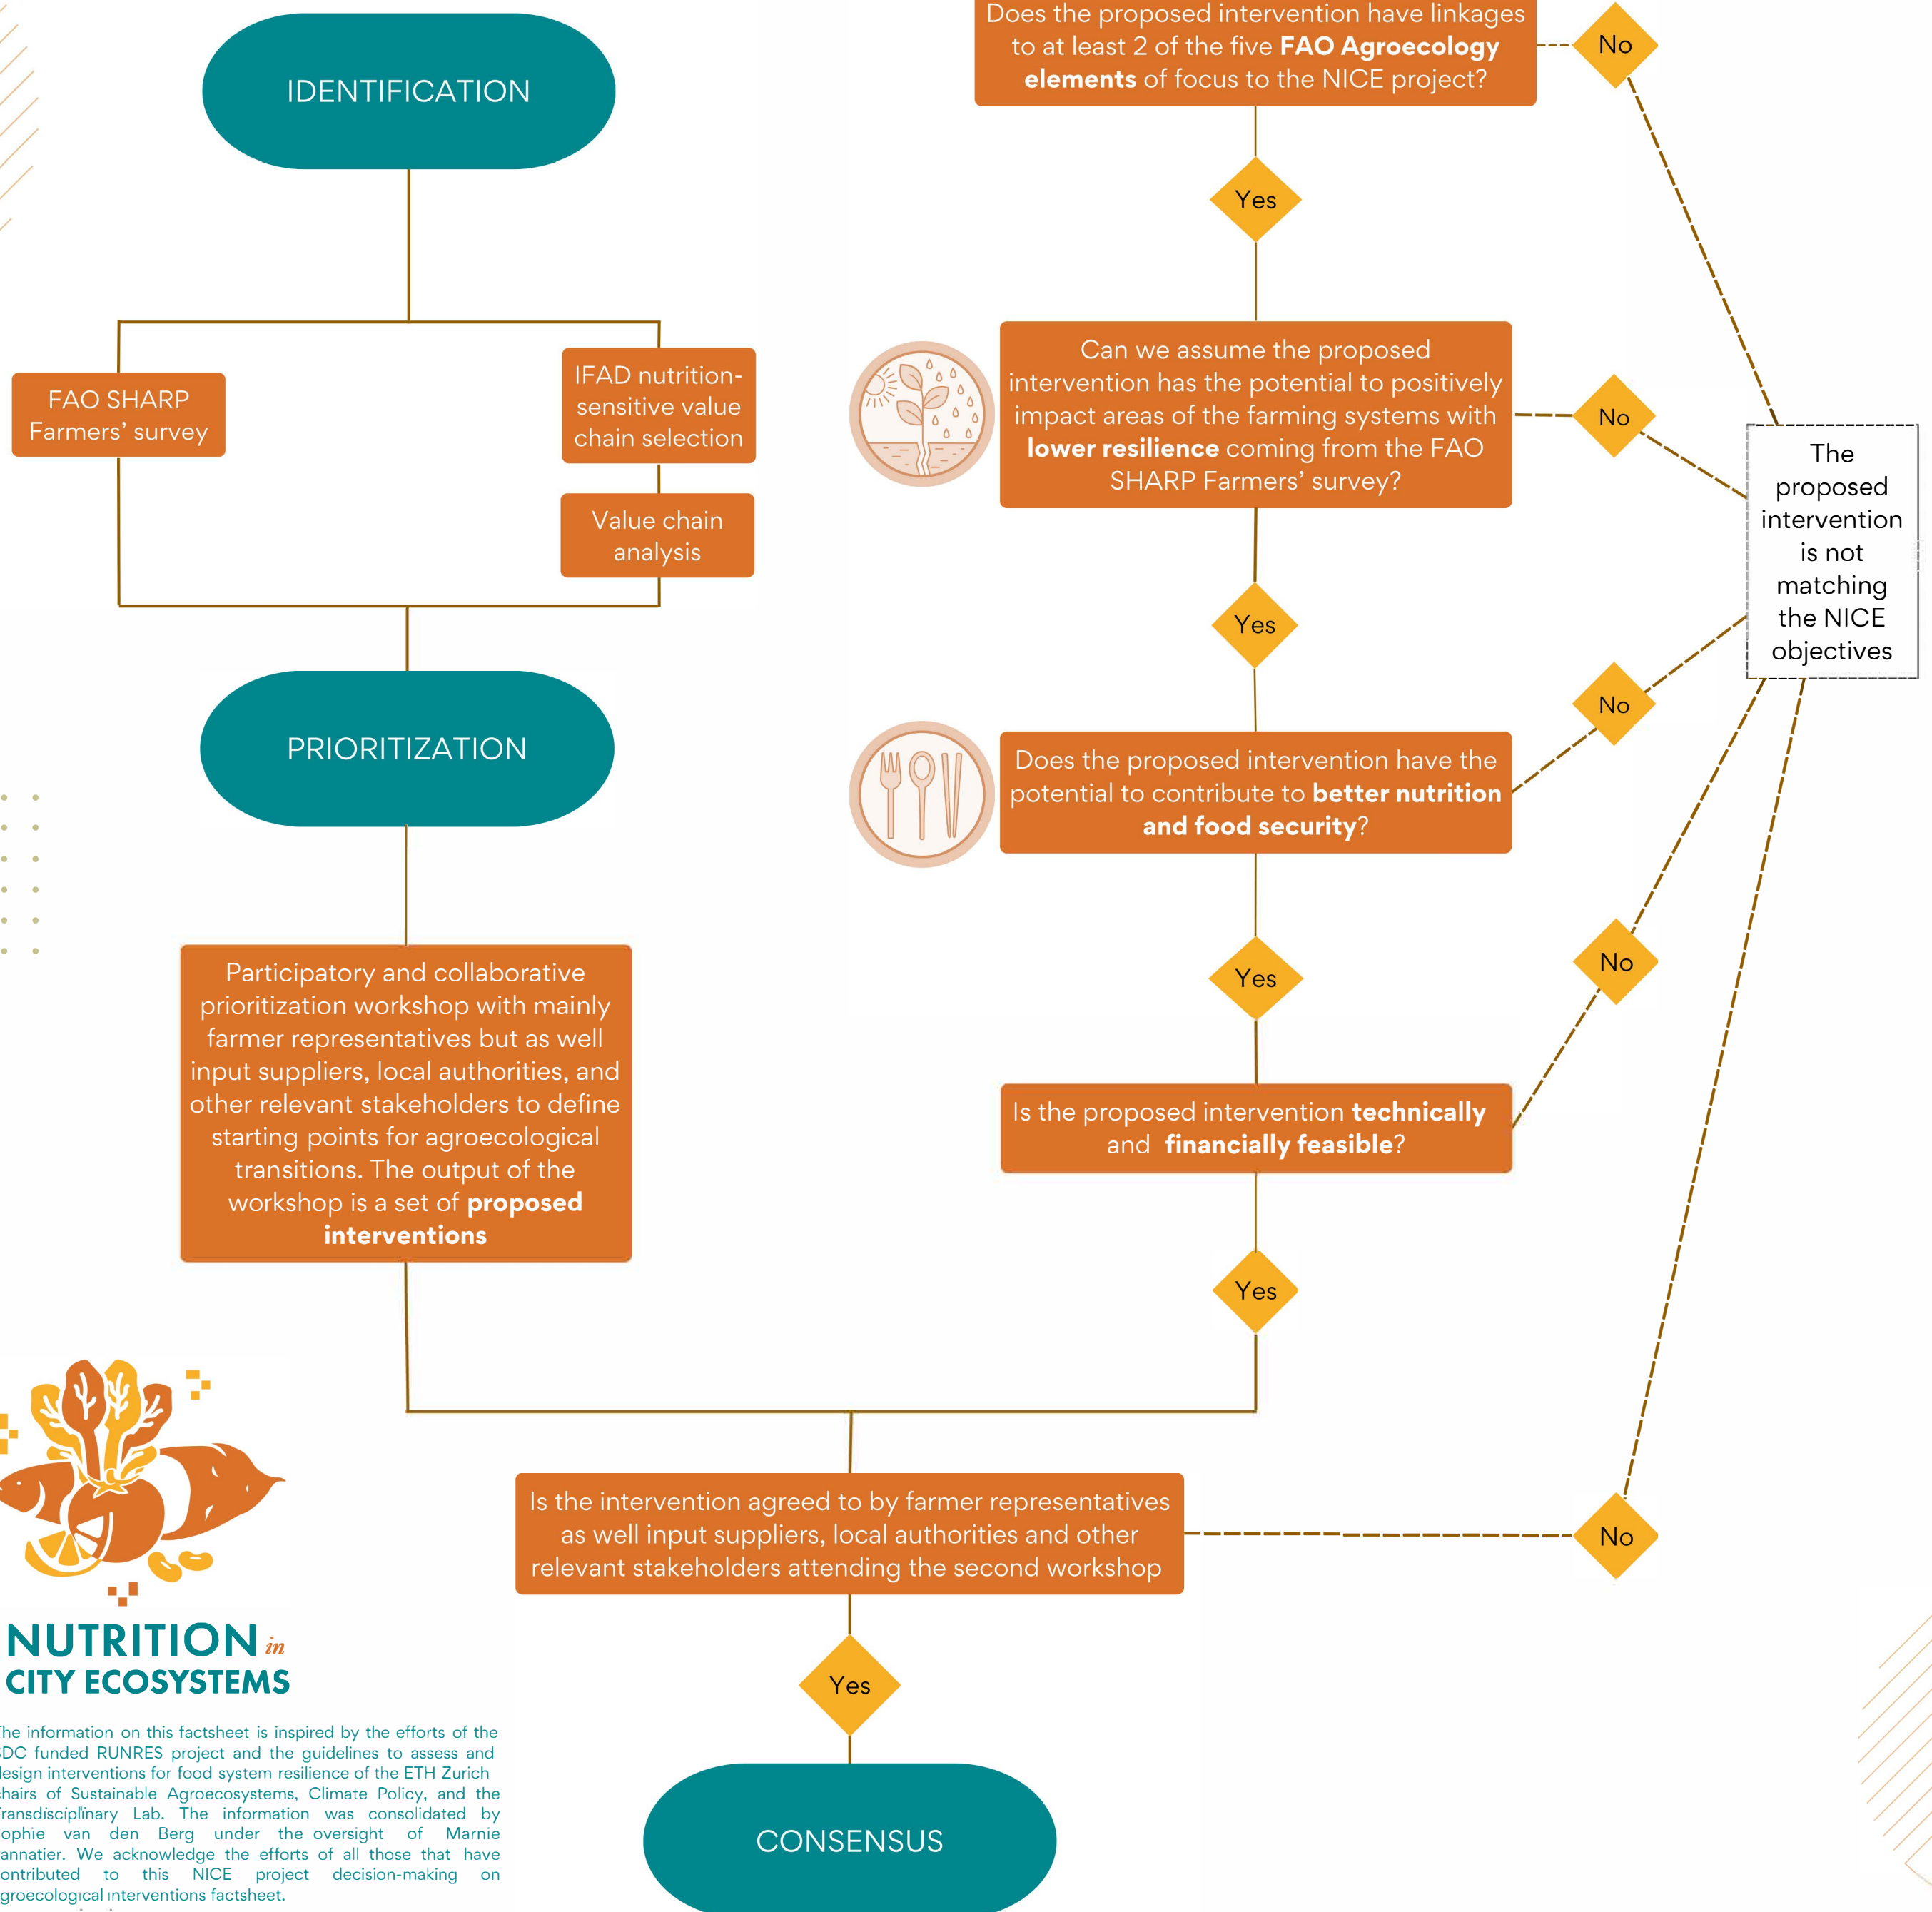 IDENTIFICATION
FAO SHARP
Farmers' survey
IFAD nutrition-
sensitive value
chain selection
Value chain
analysis
PRIORITIZATION
Participatory and collaborative
prioritization workshop with mainly
farmer representatives but as well
input suppliers, local authorities, and
other relevant stakeholders to define
starting points for agroecological
transitions. The output of the
workshop is a set of proposed
interventions
Does the proposed intervention have linkages
to at least 2 of the five FAO Agroecology
elements of focus to the NICE project?
No
Yes
Can we assume the proposed
intervention has the potential to positively
impact areas of the farming systems with
lower resilience coming from the FAO
SHARP Farmers' survey?
No
The
proposed
intervention
is not
matching
the NICE
objectives
Yes
Does the proposed intervention have the
potential to contribute to better nutrition
and food security?
No
Yes
Is the proposed intervention technically
and financially feasible?
No
Yes
Is the intervention agreed to by farmer representatives
as well input suppliers, local authorities and other
relevant stakeholders attending the second workshop
No
Yes
CONSENSUS
NUTRITION in
CITY ECOSYSTEMS
The information on this factsheet is inspired by the efforts of the
SDC funded RUNRES project and the guidelines to assess and
design interventions for food system resilience of the ETH Zurich
chairs of Sustainable Agroecosystems, Climate Policy, and the
Transdisciplinary Lab. The information was consolidated by
ophie van den Berg under the oversight of Marnie
annatier. We acknowledge the efforts of all those that have
ontributed to this NICE project decision-making on
groecological interventions factsheet.